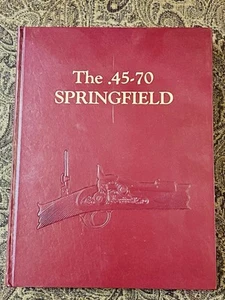 The .45-70
SPRINGFIELD